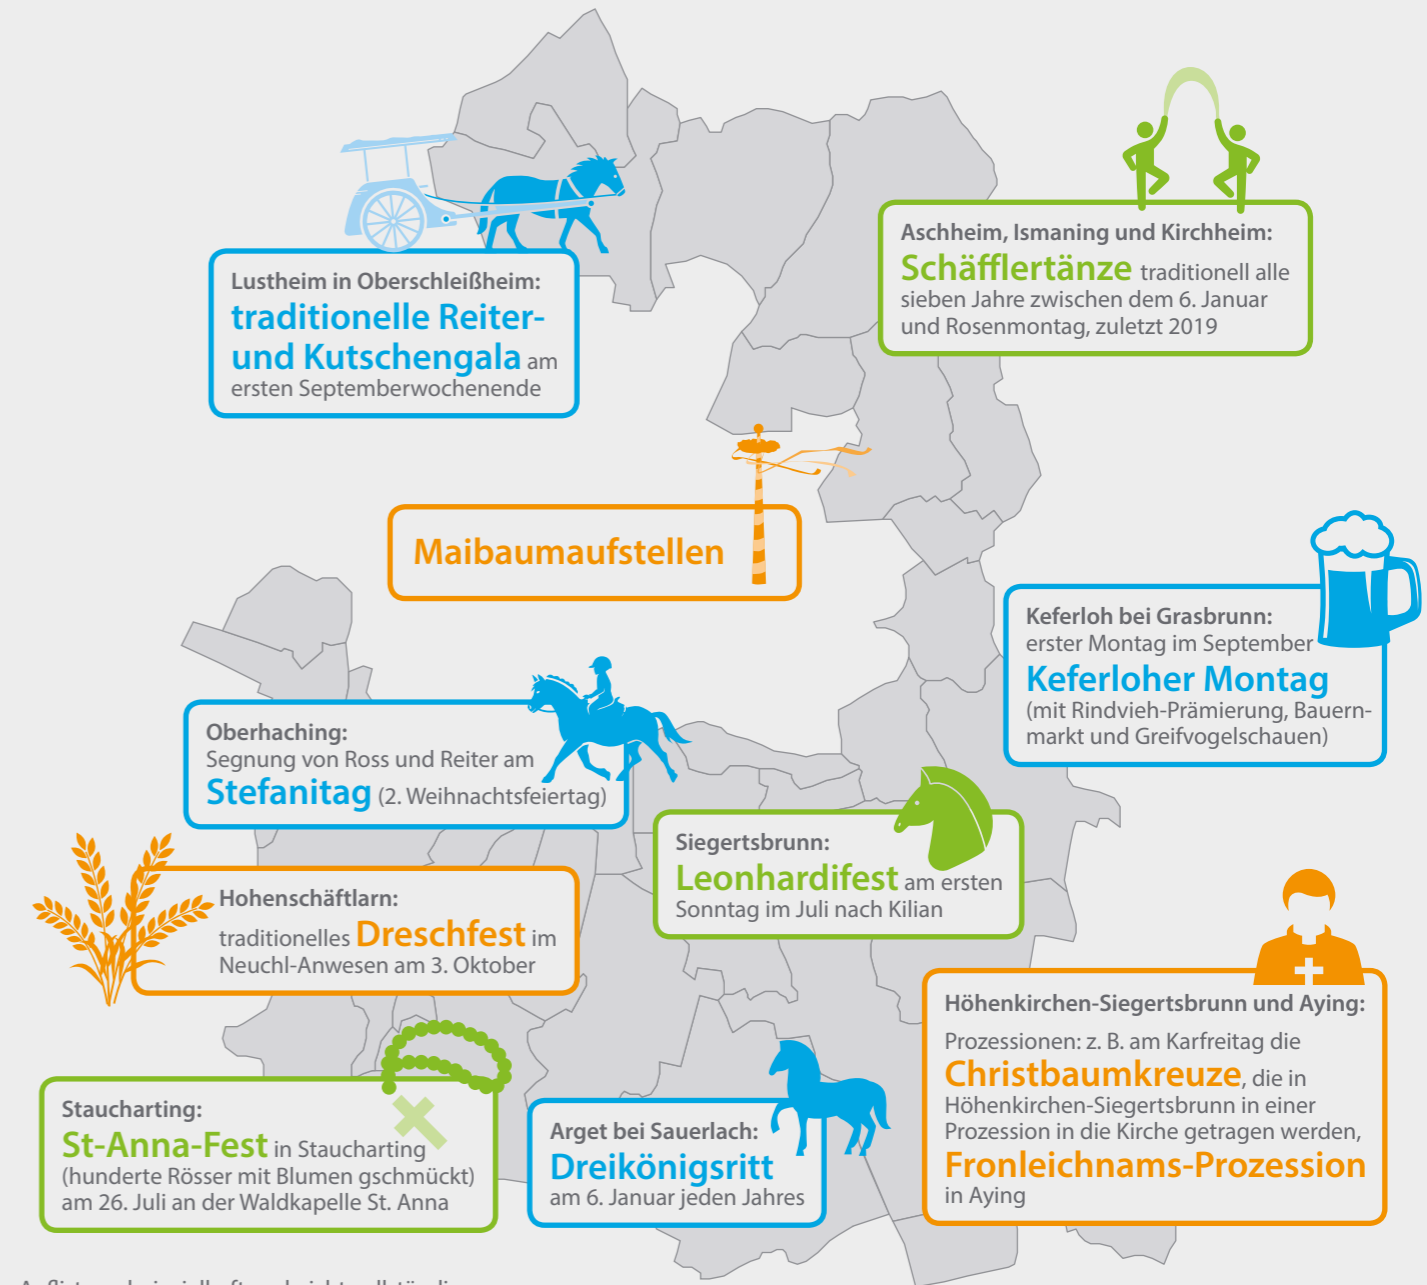 Lustheim in Oberschleißheim:
traditionelle Reiter-
und Kutschengala am
ersten Septemberwochenende
Aschheim, Ismaning und Kirchheim:
Schäfflertänze traditionell alle
sieben Jahre zwischen dem 6. Januar
und Rosenmontag, zuletzt 2019
Maibaumaufstellen
Keferloh bei Grasbrunn:
erster Montag im September
Keferloher Montag
(mit Rindvieh-Prämierung, Bauern-
markt und Greifvogelschauen)
Oberhaching:
Segnung von Ross und Reiter am
Stefanitag (2. Weihnachtsfeiertag)
Siegertsbrunn:
Leonhardifest am ersten
Sonntag im Juli nach Kilian
Hohenschäftlarn:
traditionelles Dreschfest im
Neuchl-Anwesen am 3. Oktober
Höhenkirchen-Siegertsbrunn und Aying:
Prozessionen: z. B. am Karfreitag die
Christbaumkreuze, die in
Höhenkirchen-Siegertsbrunn in einer
Prozession in die Kirche getragen werden,
Fronleichnams-Prozession
in Aying
Staucharting:
St-Anna-Fest in Staucharting
(hunderte Rösser mit Blumen gschmückt)
am 26. Juli an der Waldkapelle St. Anna
Arget bei Sauerlach:
Dreikönigsritt
am 6. Januar jeden Jahres